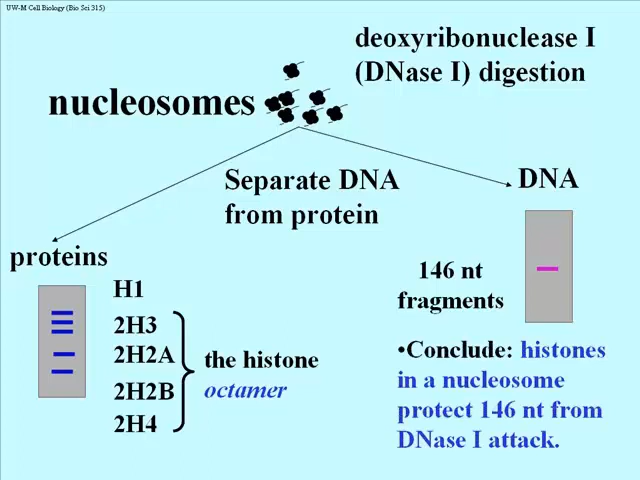 UW-M Cell Biology (Bio Sci 315)
deoxyribonuclease I
(DNase I) digestion
nucleosomes
Separate DNA
from protein
DNA
proteins
H1
2H3
2H2A
2H2B
2H4
the histone
octamer
146 nt
fragments
•Conclude: histones
in a nucleosome
protect 146 nt from
DNase I attack.